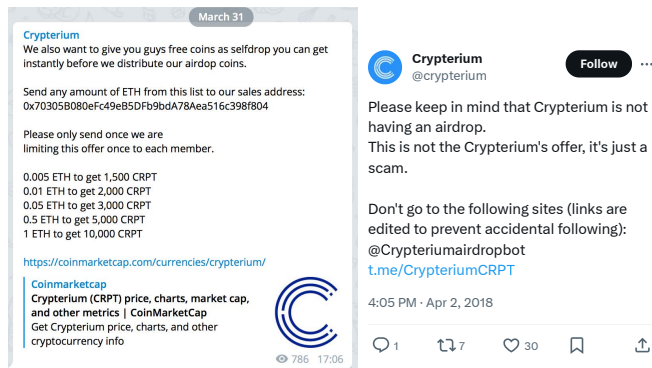 March 31
Crypterium
We also want to give you guys free coins as selfdrop you can get
instantly before we distribute our airdop coins.
Send any amount of ETH from this list to our sales address:
0x70305B080eFc49eB5DFb9bdA78Aea516c398f804
Please only send once we are
limiting this offer once to each member.
0.005 ETH to get 1,500 CRPT
0.01 ETH to get 2,000 CRPT
0.05 ETH to get 3,000 CRPT
0.5 ETH to get 5,000 CRPT
1 ETH to get 10,000 CRPT
https://coinmarketcap.com/currencies/crypterium/
Coinmarketcap
Crypterium (CRPT) price, charts, market cap,
and other metrics | CoinMarketCap
Get Crypterium price, charts, and other
cryptocurrency info
786 17:06
Crypterium
@crypterium
Follow
Please keep in mind that Crypterium is not
having an airdrop.
This is not the Crypterium's offer, it's just a
scam.
Don't go to the following sites (links are
edited to prevent accidental following):
@Crypteriumairdropbot
t.me/CrypteriumCRPT
4:05 PM · Apr 2, 2018
1 7 30